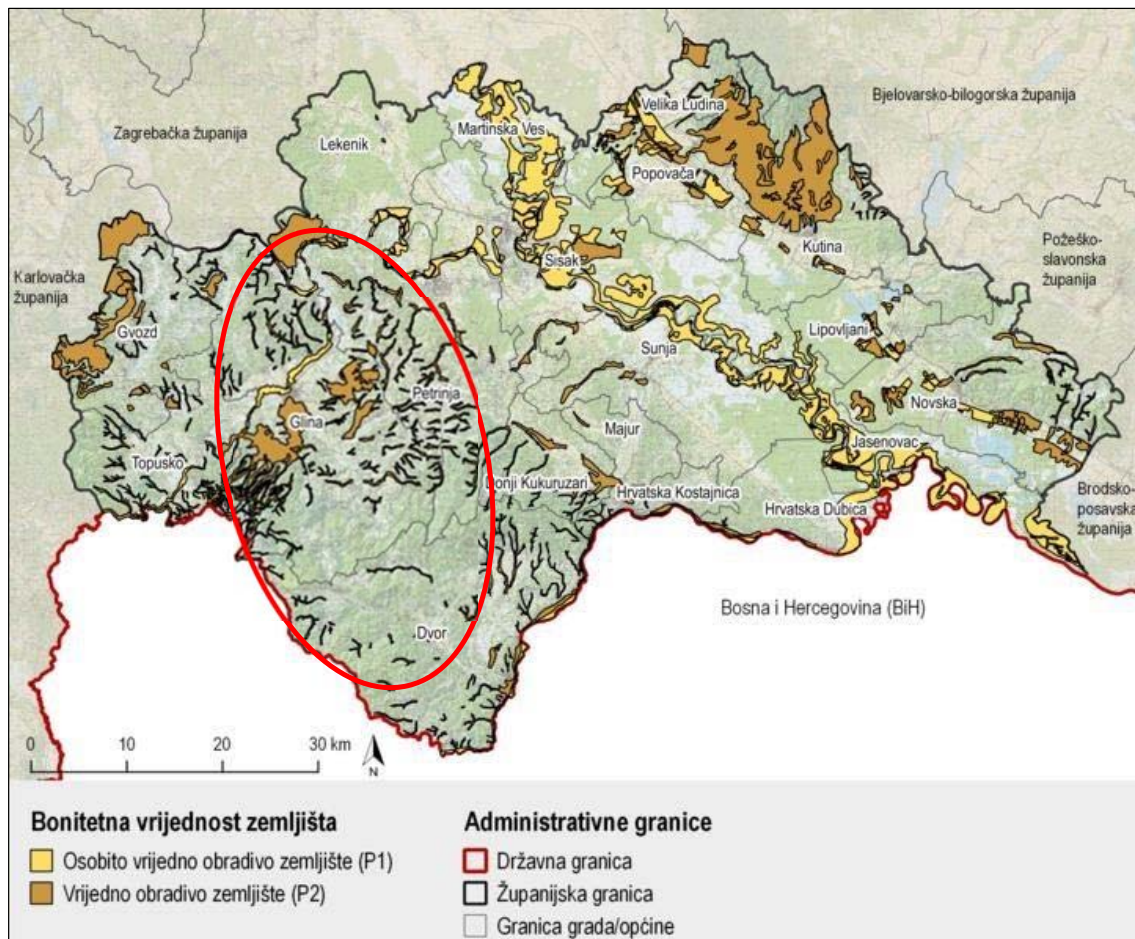 Bjelovarsko-bilogorska županija
Velika Ludina
Zagrebačka županija
Martinska Ves
Lekenik
Popovača
Požeško-
slavonska
županija
Kutina
Sisak
Karlovačka
županija
Gvozd
Lipovljani
Sunja
Petrinja
Novska
Glina
Majur
Jasenovac
Topusko
Donji Kukuruzari
Hrvatska Kostajnica
Hrvatska Dubica
Brodsko-
posavska
županija
Bosna i Hercegovina (BiH)
Dvor
0 10 20 30 km
N
Bonitetna vrijednost zemljišta
Osobito vrijedno obradivo zemljište (P1)
Vrijedno obradivo zemljište (P2)
Administrativne granice
Državna granica
Županijska granica
Granica grada/općine